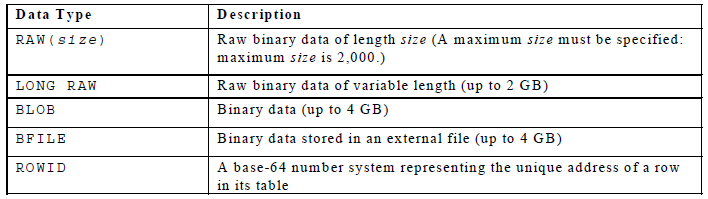 Data Type Description
RAW(size) Raw binary data of length size (A maximum size must be specified:
maximum size is 2,000.)
LONG RAW Raw binary data of variable length (up to 2 GB)
BLOB Binary data (up to 4 GB)
BFILE Binary data stored in an external file (up to 4 GB)
ROWID A base-64 number system representing the unique address of a row
in its table